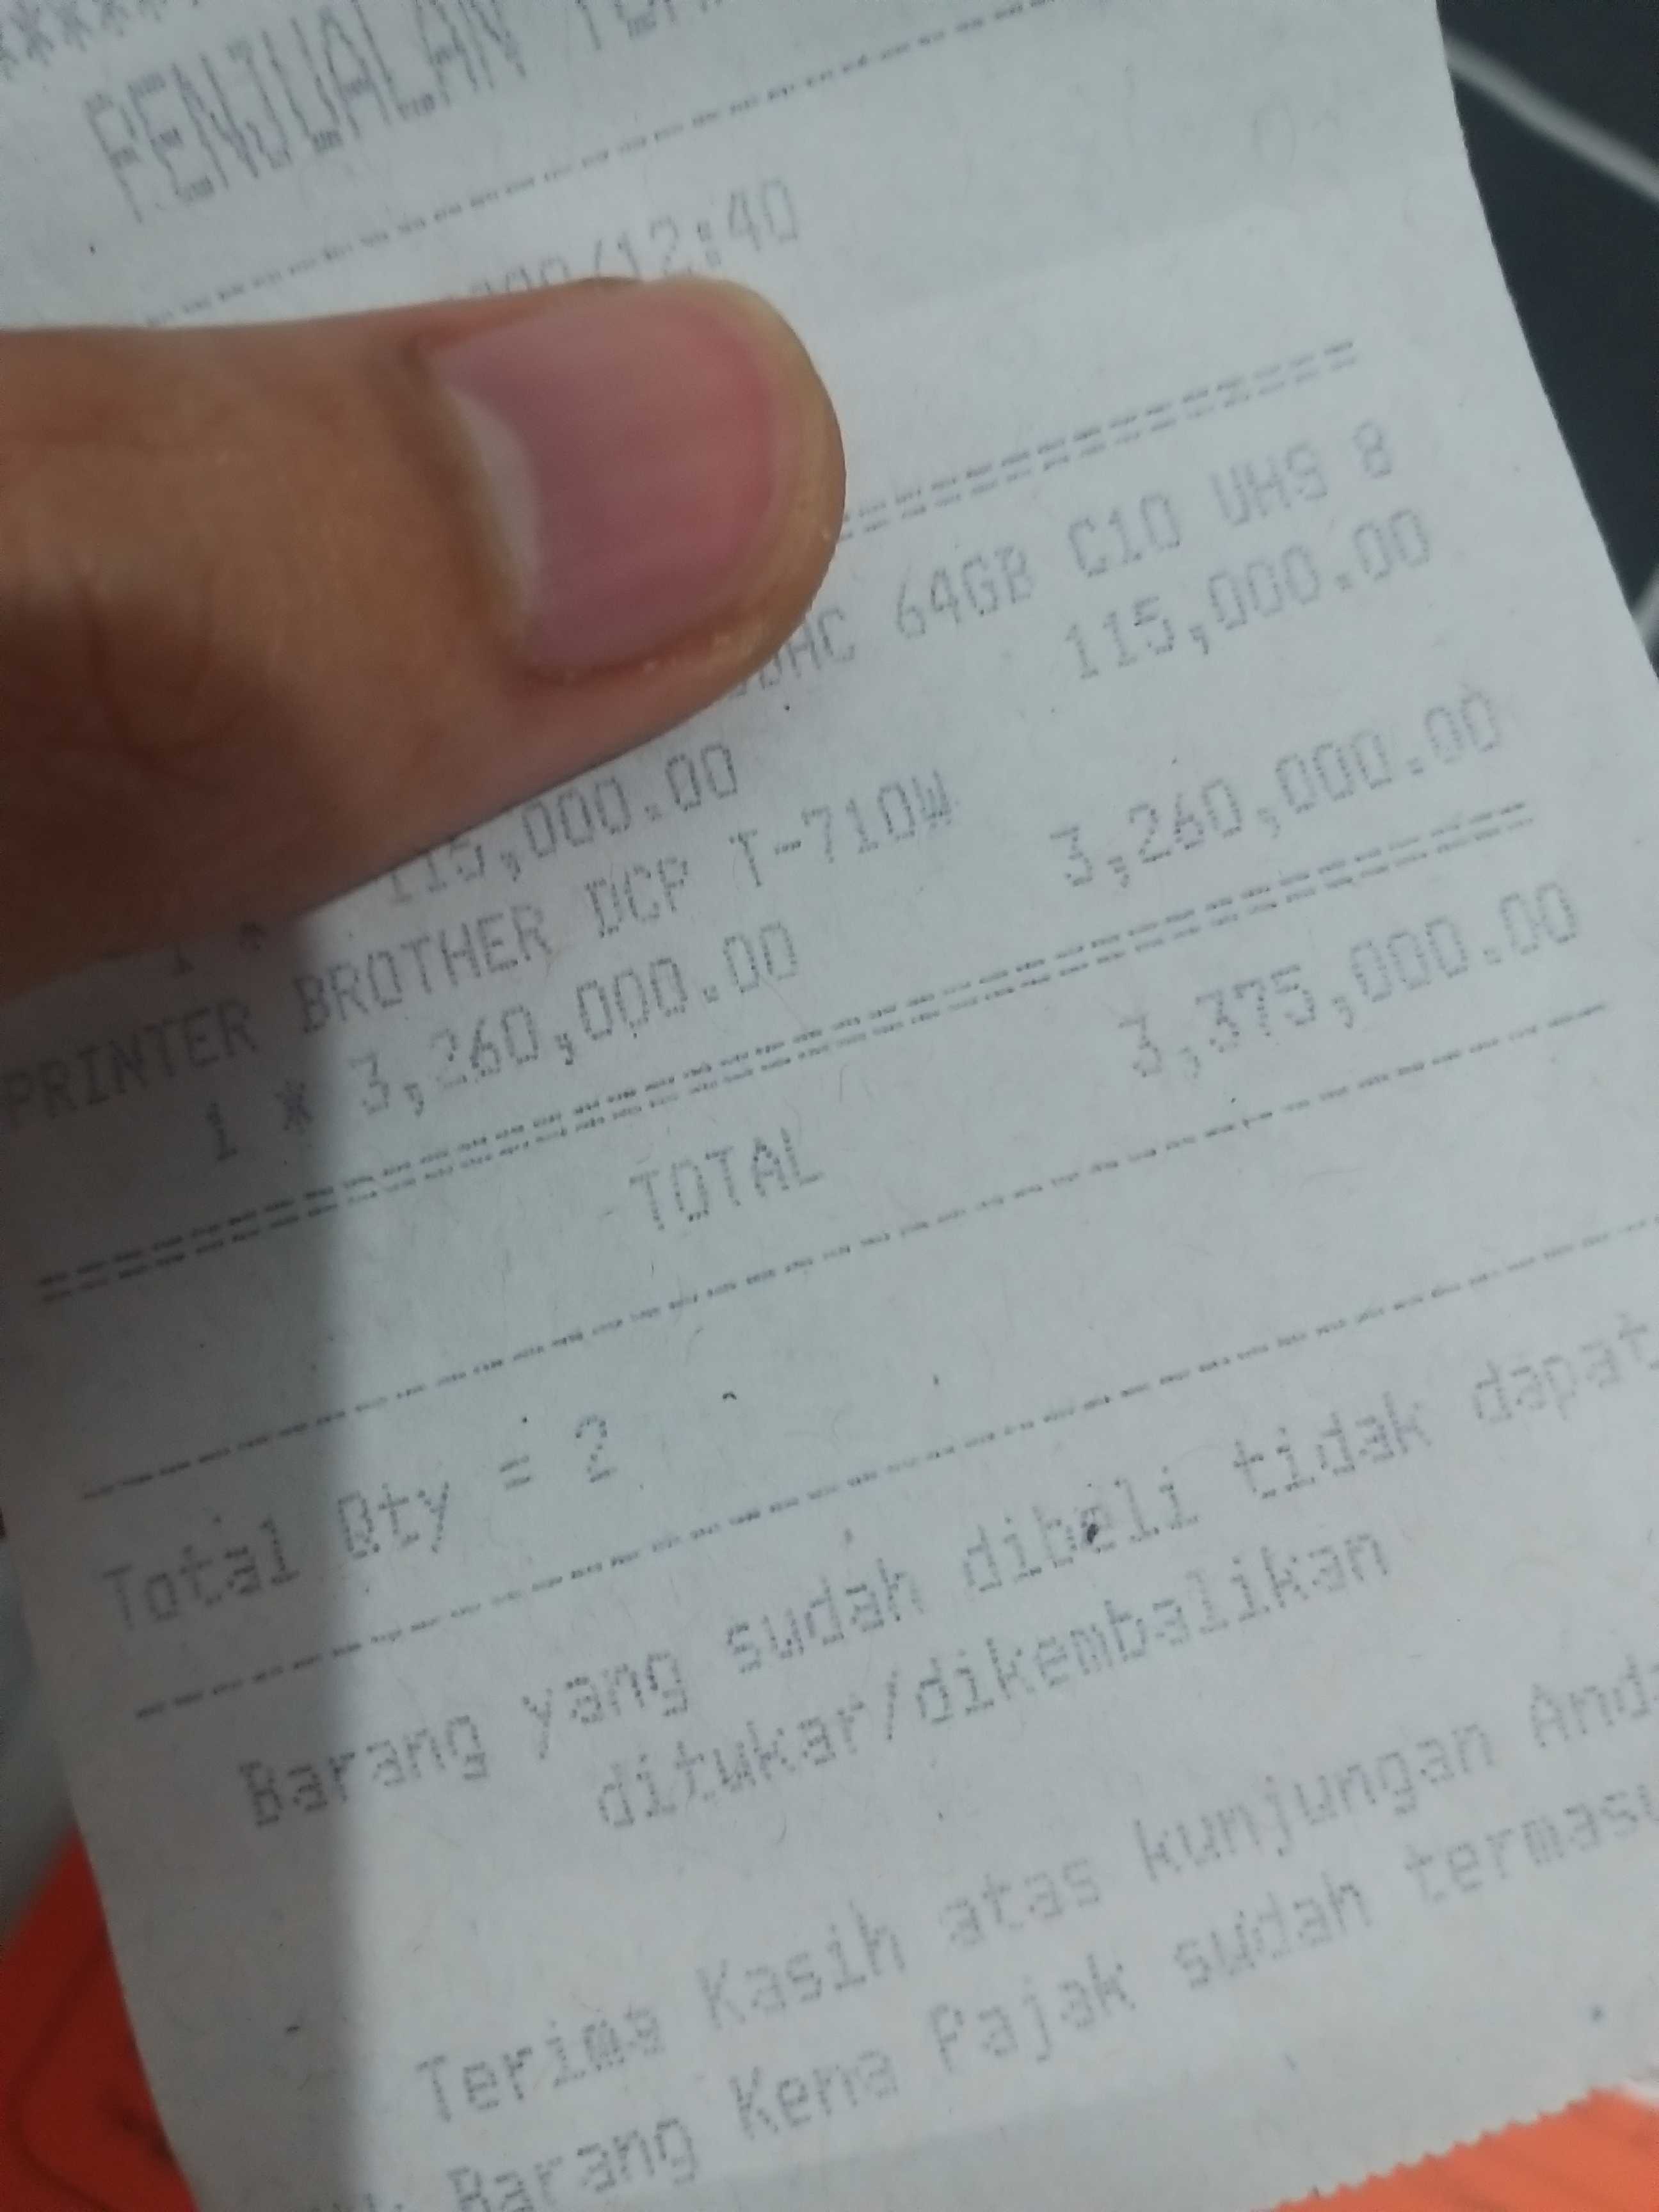 PENJUALAN
/12:40
64GB C10 UHS 8
115,000.00 115,000.00
PRINTER BROTHER DCP T-710W
1 * 3,260,000.00 3,260,000.00
TOTAL 3,375,000.00
Total Qty = 2
Barang yang sudah dibeli tidak dapat
ditukar/dikembalikan
Terima Kasih atas kunjungan
Barang Kena Pajak sudah